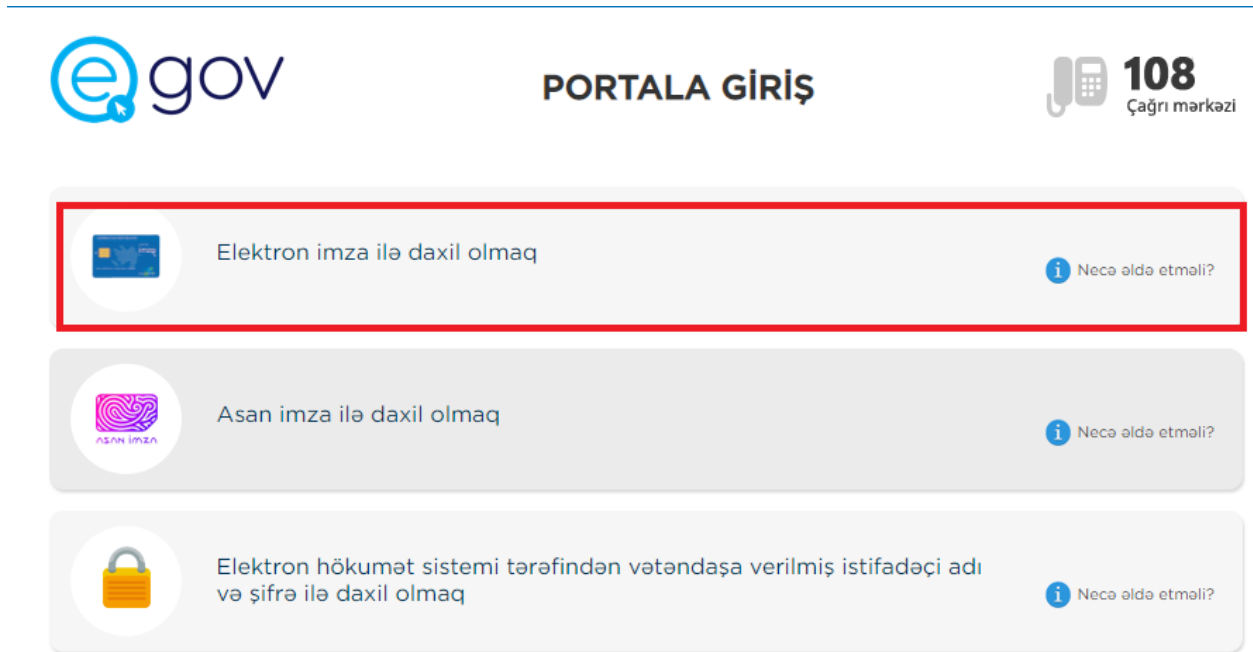 egov
PORTALA GİRİŞ
108
Çağrı mərkəzi
Elektron imza ilə daxil olmaq
Necə əldə etməli?
Asan imza ilə daxil olmaq
ASAN İMZA
Necə əldə etməli?
Elektron hökumət sistemi tərəfindən vətəndaşa verilmiş istifadəçi adı
və şifrə ilə daxil olmaq
Necə əldə etməli?